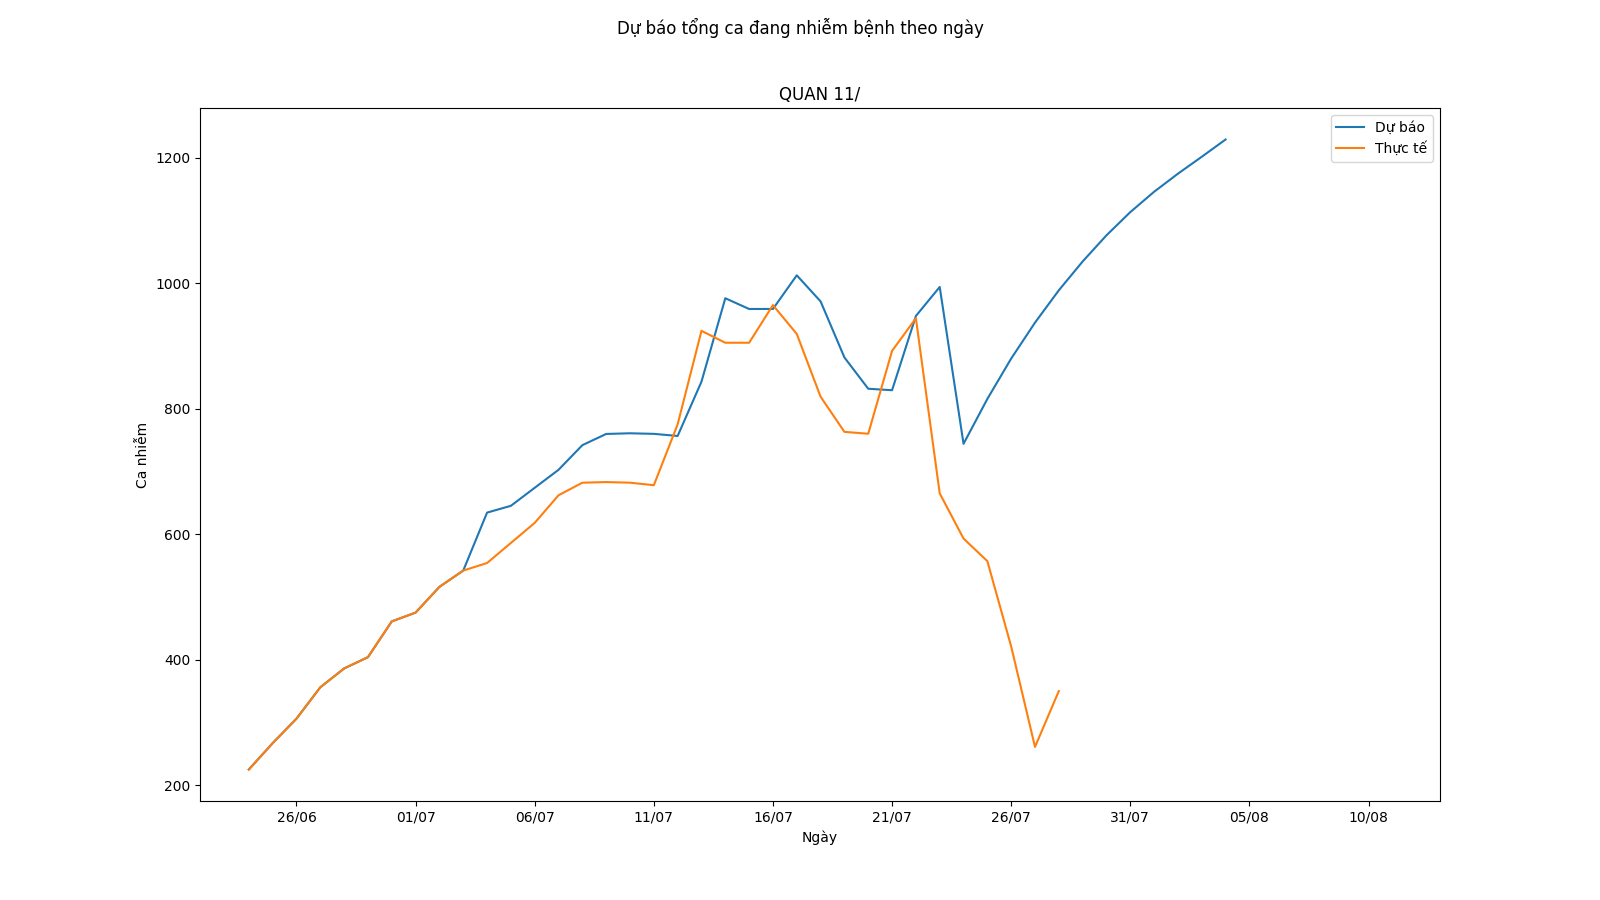 Dự báo tổng ca đang nhiễm bệnh theo ngày
QUAN 11/
Dự báo
Thực tế
1200
1000
800
600
400
200
Ca nhiễm
26/06
01/07
06/07
11/07
16/07
21/07
26/07
31/07
05/08
10/08
Ngày